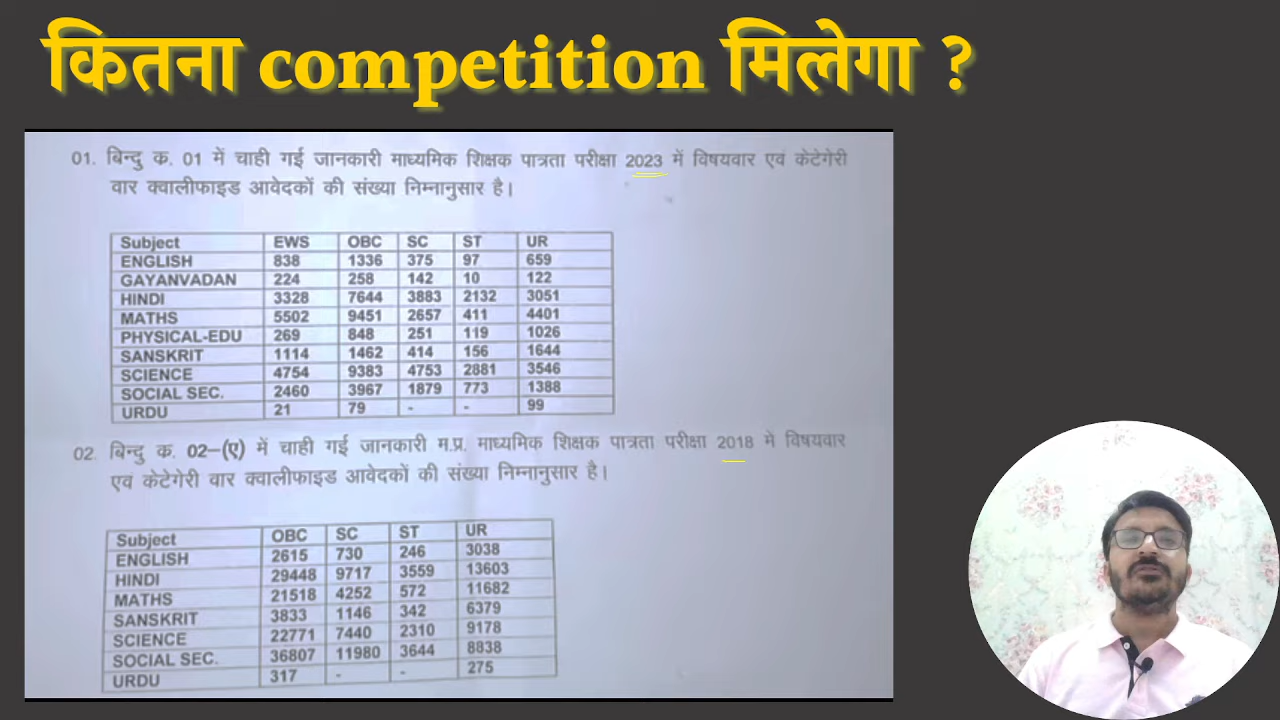 कितना competition मिलेगा ?
01. बिन्दु क. 01 में चाही गई जानकारी माध्यमिक शिक्षक पात्रता परीक्षा 2023 में विषयवार एवं केटेगेरी
वार क्वालीफाइड आवेदकों की संख्या निम्नानुसार है।
Subject EWS OBC SC ST UR
ENGLISH 838 1336 375 97 659
GAYANVADAN 224 258 142 10 122
HINDI 3328 7644 3883 2132 3051
MATHS 5502 9451 2657 411 4401
PHYSICAL-EDU 269 848 251 119 1026
SANSKRIT 1114 1462 414 156 1644
SCIENCE 4754 9383 4753 2881 3546
SOCIAL SEC. 2460 3967 1879 773 1388
URDU 21 79 - - 99
02. बिन्दु क. 02–(ए) में चाही गई जानकारी म.प्र. माध्यमिक शिक्षक पात्रता परीक्षा 2018 मे विषयवार
एवं केटेगेरी वार क्वालीफाइड आवेदकों की संख्या निम्नानुसार है।
Subject OBC SC ST UR
ENGLISH 2615 730 246 3038
HINDI 29448 9717 3559 13603
MATHS 21518 4252 572 11682
SANSKRIT 3833 1146 342 6379
SCIENCE 22771 7440 2310 9178
SOCIAL SEC. 36807 11980 3644 8838
URDU 317 - - 275